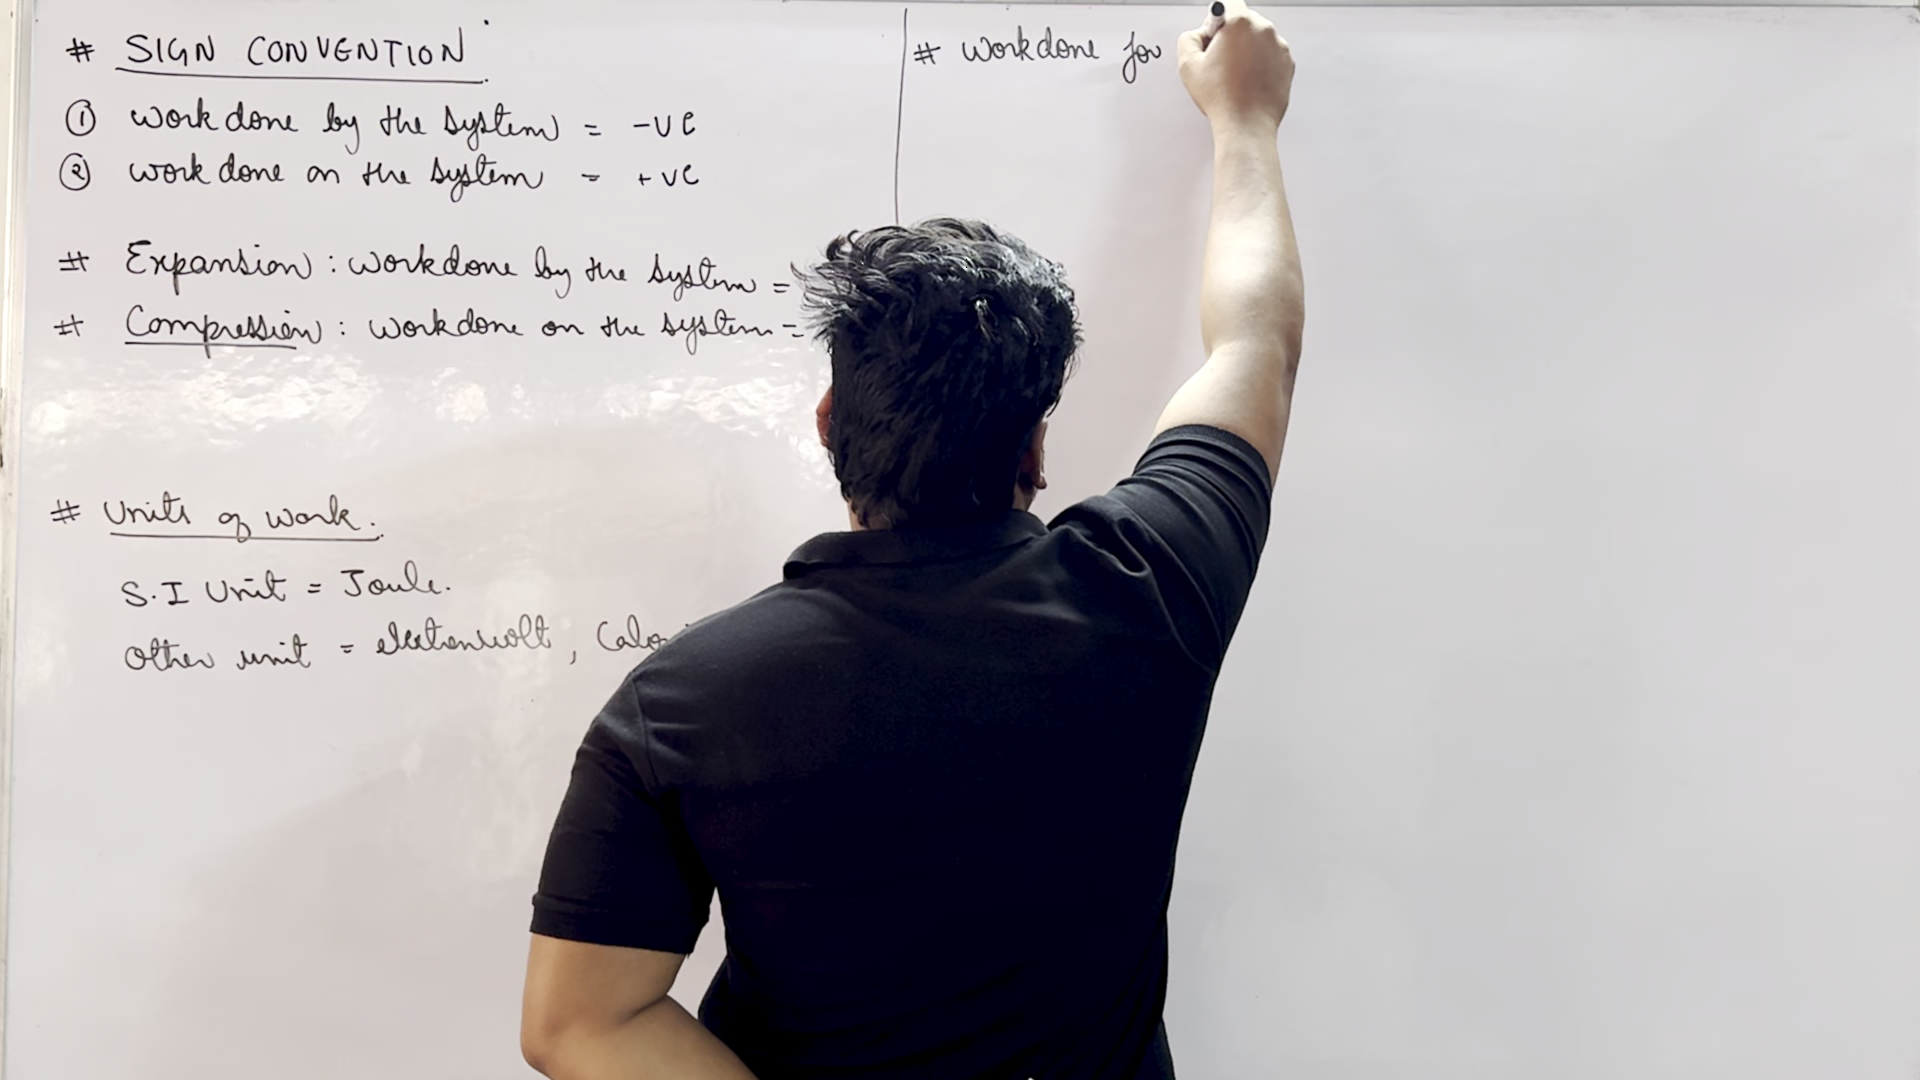 # SIGN CONVENTION
① work done by the system = -ve
② work done on the system = +ve
# Expansion : workdone by the system =
# Compression : workdone on the system =
# Units of work.
S.I Unit = Joule.
Other unit = electronvolt ,
# Workdone for